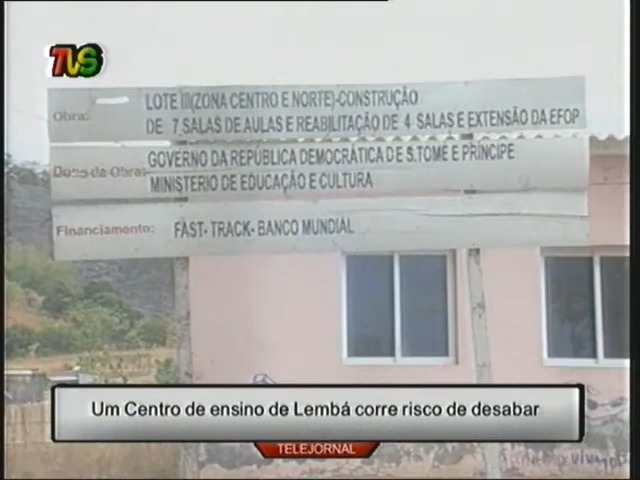 TVS
Obra: LOTE III(ZONA CENTRO E NORTE)-CONSTRUÇÃO
DE 7 SALAS DE AULAS E REABILITAÇÃO DE 4 SALAS E EXTENSÃO DA EFOP
Dono da Obra: GOVERNO DA REPÚBLICA DEMOCRÁTICA DE S.TOME E PRÍNCIPE
MINISTERIO DE EDUCAÇÃO E CULTURA
Financiamento: FAST-TRACK-BANCO MUNDIAL
Um Centro de ensino de Lembá corre risco de desabar
TELEJORNAL